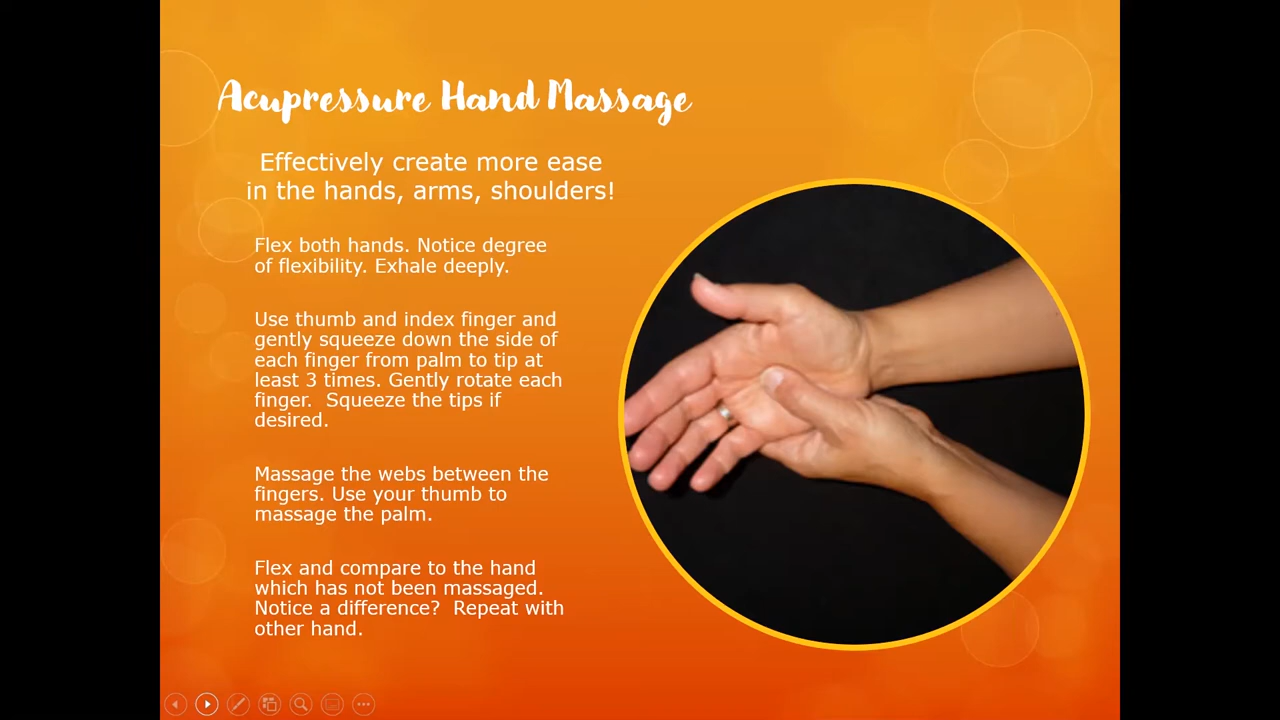 Acupressure Hand Massage
Effectively create more ease
in the hands, arms, shoulders!
Flex both hands. Notice degree
of flexibility. Exhale deeply.
Use thumb and index finger and
gently squeeze down the side of
each finger from palm to tip at
least 3 times. Gently rotate each
finger.  Squeeze the tips if
desired.
Massage the webs between the
fingers. Use your thumb to
massage the palm.
Flex and compare to the hand
which has not been massaged.
Notice a difference?  Repeat with
other hand.